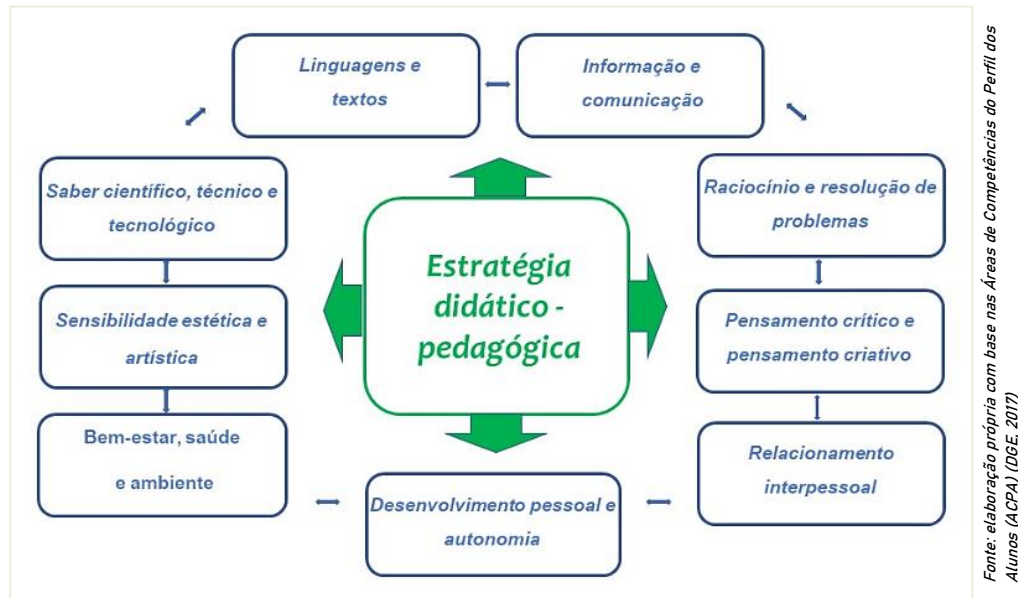 Linguagens e
textos
Informação e
comunicação
Saber científico, técnico e
tecnológico
Raciocínio e resolução de
problemas
Estratégia
didático -
pedagógica
Sensibilidade estética e
artística
Pensamento crítico e
pensamento criativo
Bem-estar, saúde
e ambiente
Relacionamento
interpessoal
Desenvolvimento pessoal e
autonomia
Fonte: elaboração própria com base nas Áreas de Competências do Perfil dos
Alunos (ACPA) (DGE, 2017)